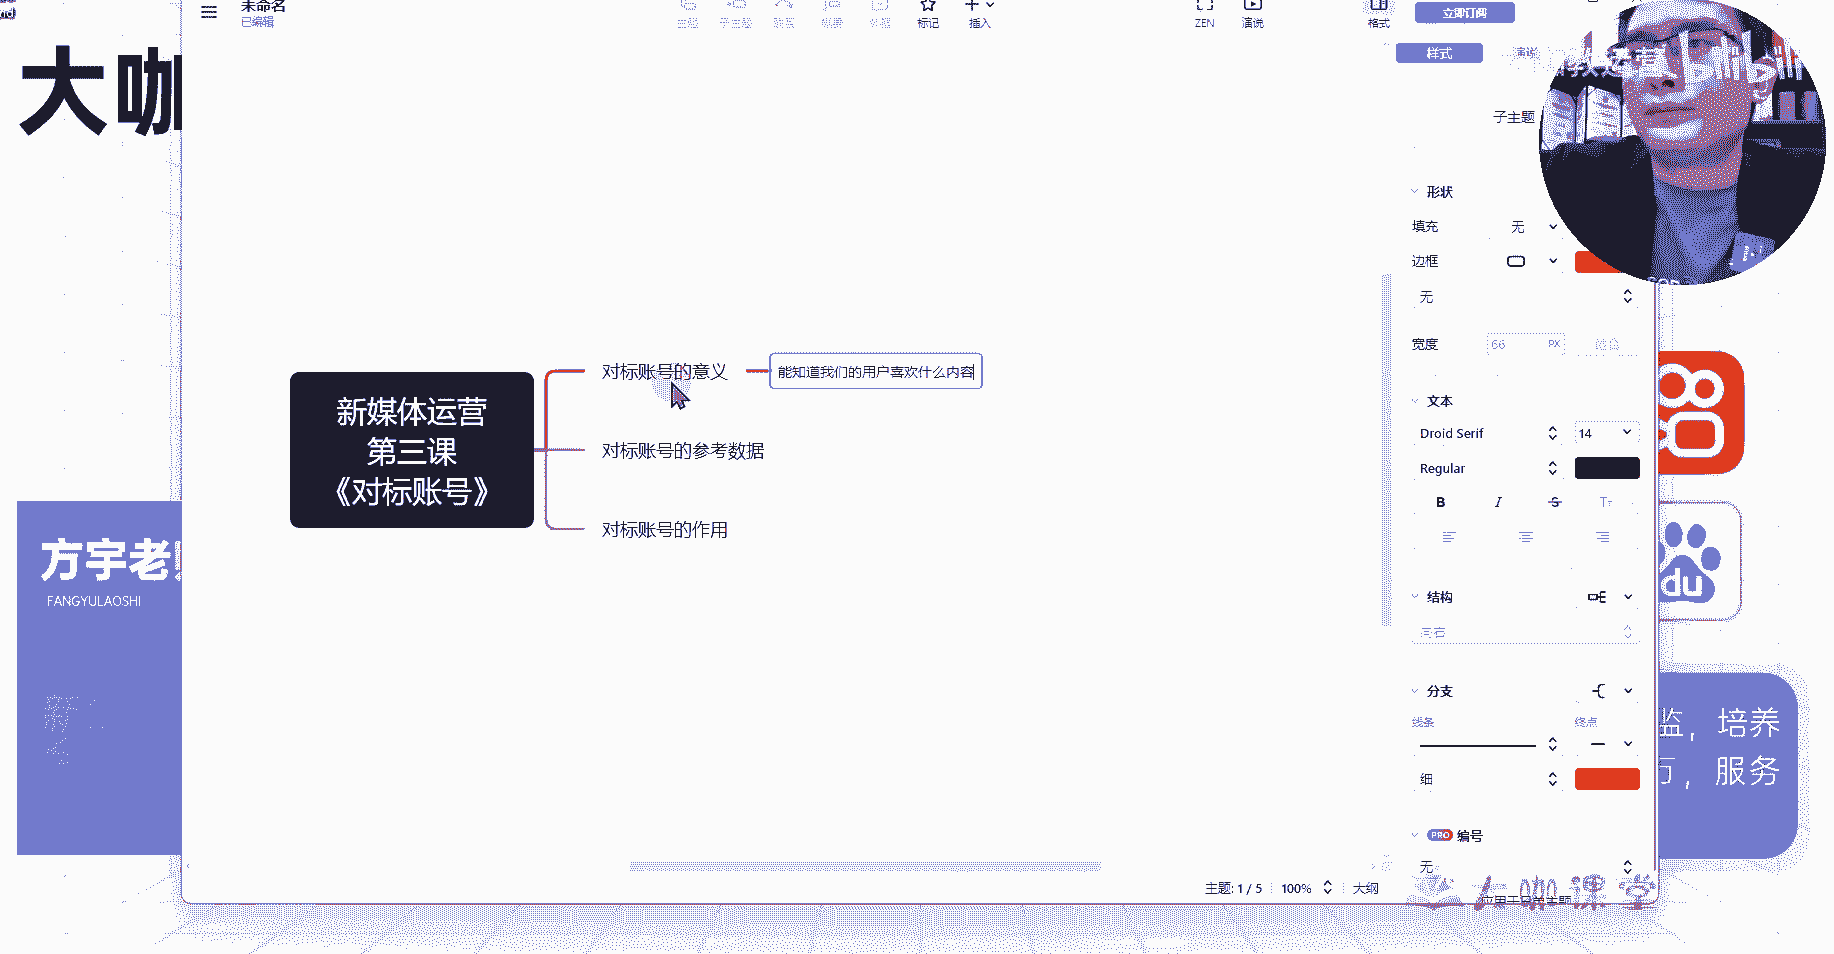 未命名
已编辑
标记
插入
ZEN
演说
格式
立即订阅
大咖
样式
演说
子主题
形状
填充
无
边框
无
宽度
66
PX
文本
Droid Serif
14
Regular
B
I
S
结构
分支
线条
终点
细
PRO
编号
无
新媒体运营
第三课
《对标账号》
对标账号的意义
能知道我们的用户喜欢什么内容
对标账号的参考数据
对标账号的作用
方宇老
FANGYULAOSHI
du
监，培养
万，服务
主题: 1 / 5
100%
大纲
大咖课堂